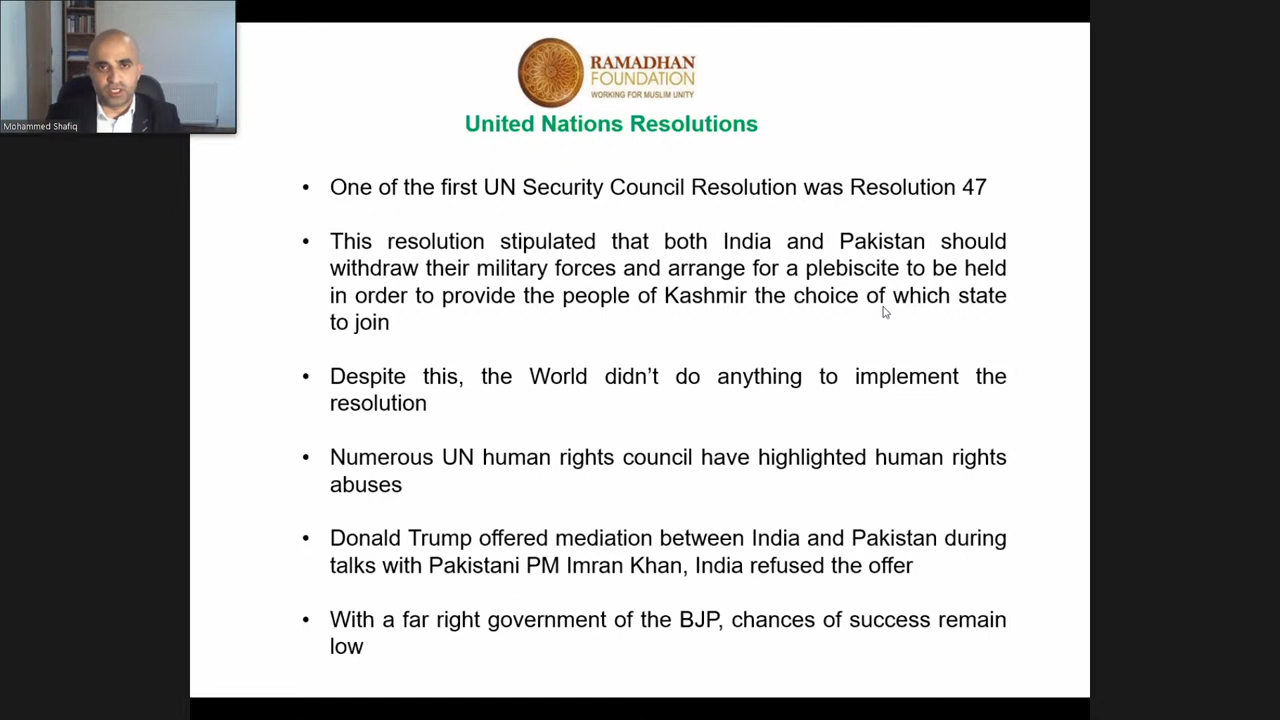 Mohammed Shafiq
RAMADHAN
FOUNDATION
WORKING FOR MUSLIM UNITY
United Nations Resolutions
• One of the first UN Security Council Resolution was Resolution 47
• This resolution stipulated that both India and Pakistan should
withdraw their military forces and arrange for a plebiscite to be held
in order to provide the people of Kashmir the choice of which state
to join
• Despite this, the World didn't do anything to implement the
resolution
• Numerous UN human rights council have highlighted human rights
abuses
• Donald Trump offered mediation between India and Pakistan during
talks with Pakistani PM Imran Khan, India refused the offer
• With a far right government of the BJP, chances of success remain
low